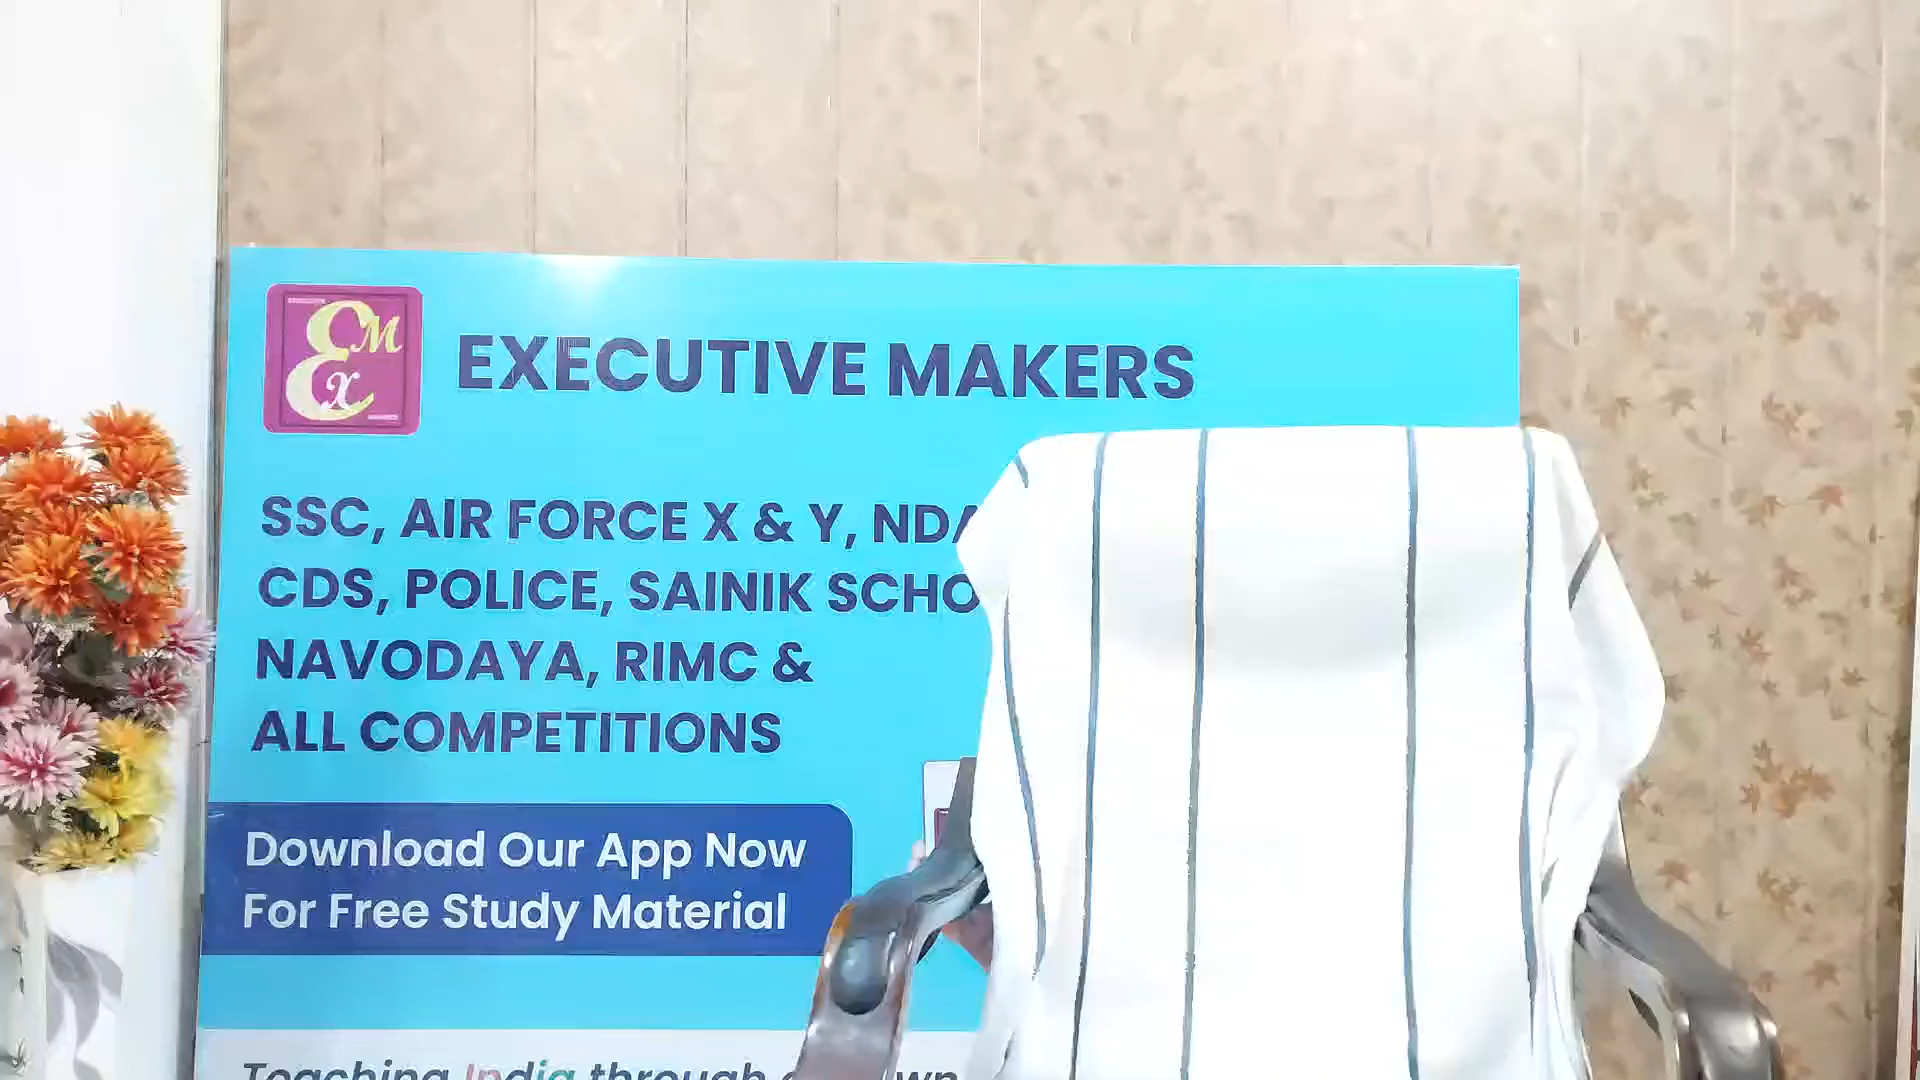 EMX
EXECUTIVE MAKERS
SSC, AIR FORCE X & Y, NDA
CDS, POLICE, SAINIK SCHO
NAVODAYA, RIMC &
ALL COMPETITIONS
Download Our App Now
For Free Study Material
Teaching India through